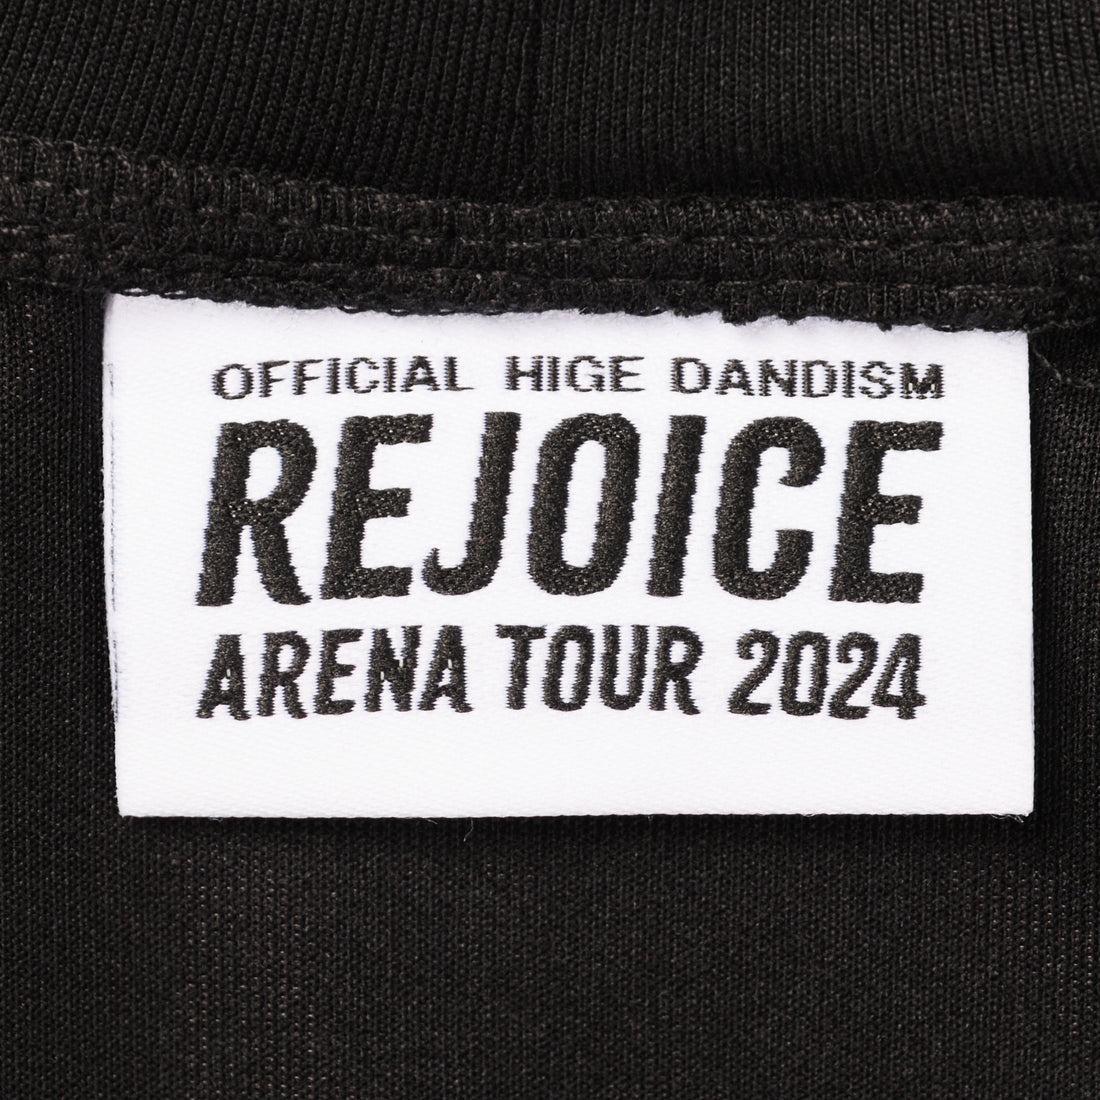 OFFICIAL HIGE DANDISM
REJOICE
ARENA TOUR 2024